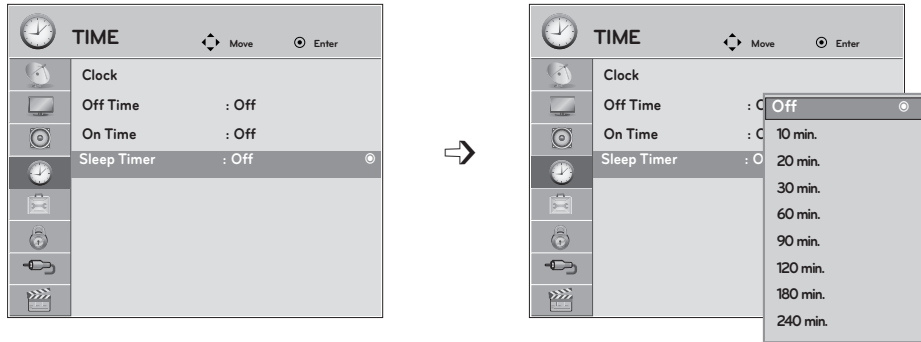 TIME Move Enter
Clock
Off Time : Off
On Time : Off
Sleep Timer : Off
TIME Move Enter
Clock
Off Time : O
On Time : O
Sleep Timer : O
Off
10 min.
20 min.
30 min.
60 min.
90 min.
120 min.
180 min.
240 min.